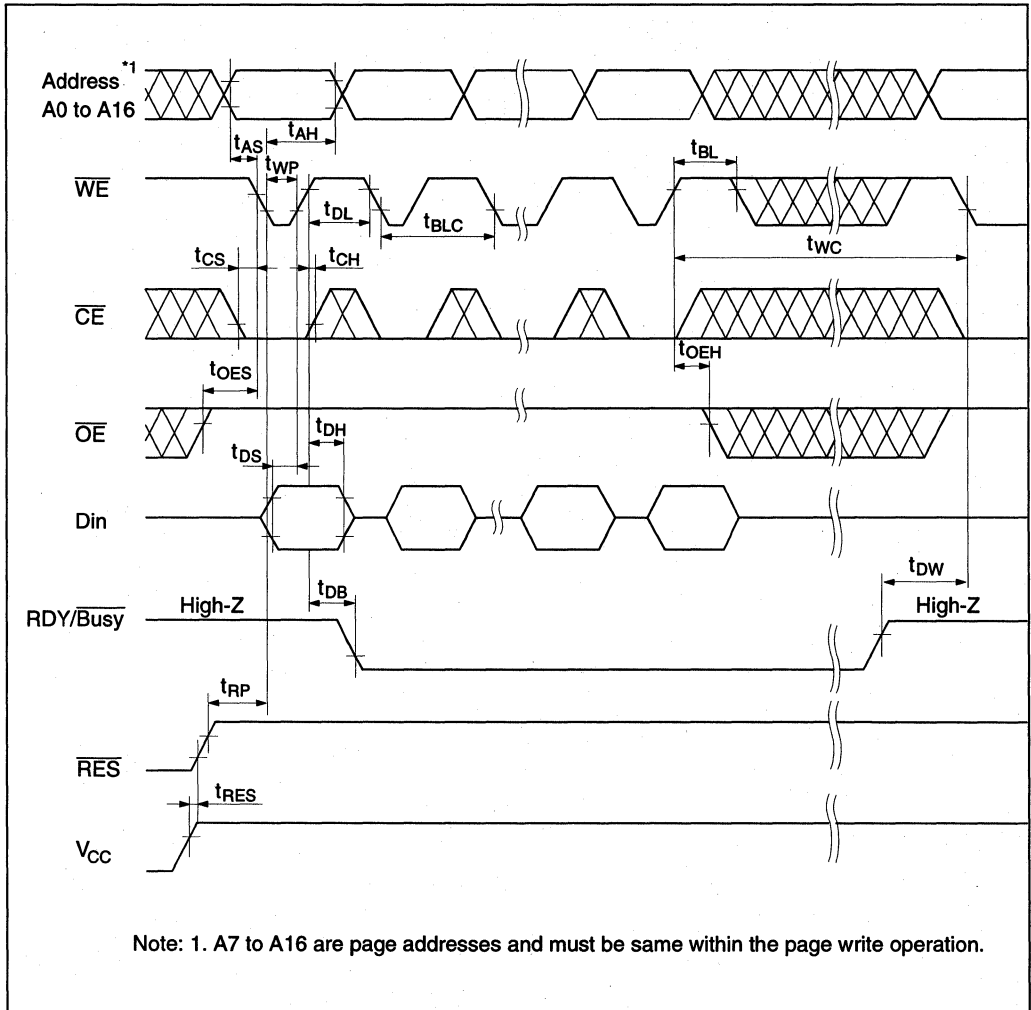 Address *1
A0 to A16
tAS
tAH
tWP
tBL
WE
tDL
tBLC
tWC
tCS
tCH
CE
tOEH
tOES
OE
tDH
tDS
Din
tDB
tDW
High-Z
High-Z
RDY/Busy
tRP
RES
tRES
VCC
Note: 1. A7 to A16 are page addresses and must be same within the page write operation.